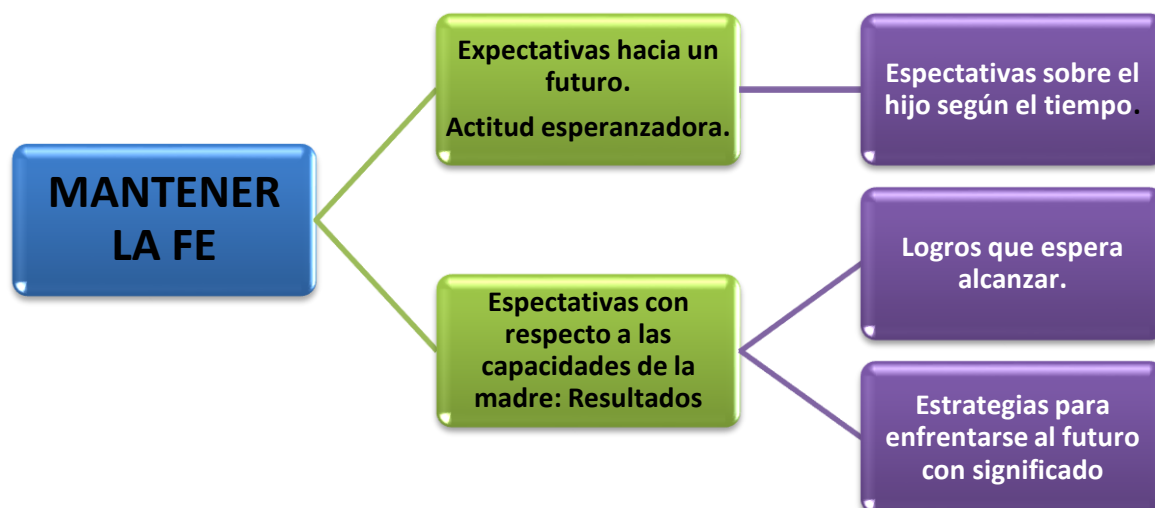 MANTENER
LA FE
Expectativas hacia un
futuro.
Actitud esperanzadora.
Espectativas sobre el
hijo según el tiempo.
Espectativas con
respecto a las
capacidades de la
madre: Resultados
Logros que espera
alcanzar.
Estrategias para
enfrentarse al futuro
con significado